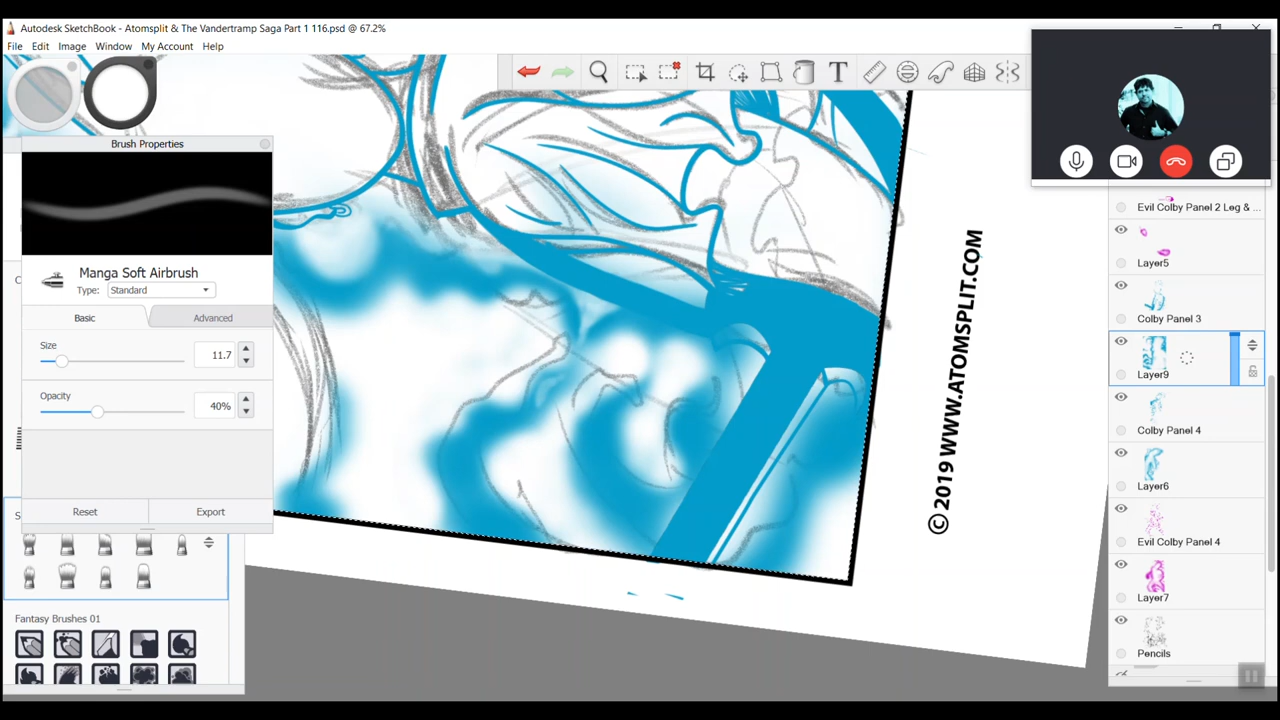 Autodesk SketchBook - Atomsplit & The Vandertramp Saga Part 1 116.psd @ 67.2%
File Edit Image Window My Account Help
T
Brush Properties
Manga Soft Airbrush
Type: Standard
Basic Advanced
Size
11.7
Opacity
40%
Reset Export
Fantasy Brushes 01
© 2019 WWW.ATOMSPLIT.COM
Evil Colby Panel 2 Leg & ...
Layer5
Colby Panel 3
Layer9
Colby Panel 4
Layer6
Evil Colby Panel 4
Layer7
Pencils